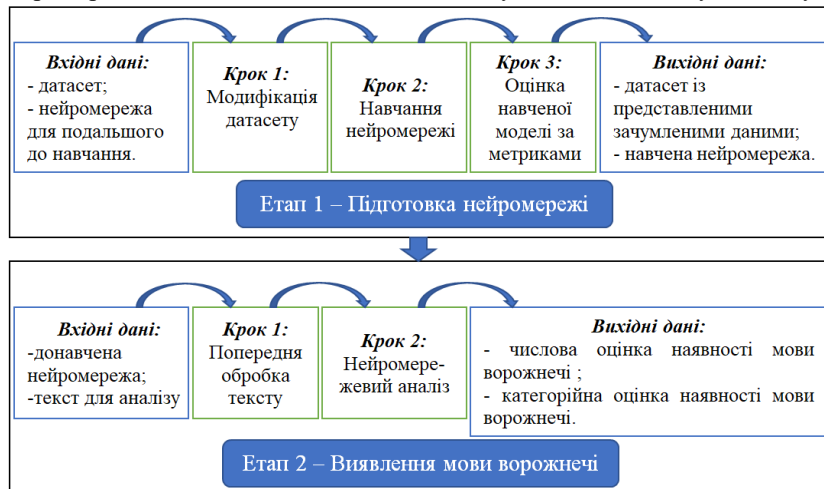 Вхідні дані:
- датасет;
- нейромережа
для подальшого
до навчання.
Крок 1:
Модифікація
датасету
Крок 2:
Навчання
нейромережі
Крок 3:
Оцінка
навченої
моделі за
метриками
Вихідні дані:
- датасет із
представленими
зачумленими даними;
- навчена нейромережа.
Етап 1 – Підготовка нейромережі
Вхідні дані:
-донавчена
нейромережа;
-текст для аналізу
Крок 1:
Попередня
обробка
тексту
Крок 2:
Нейромере-
жевий аналіз
Вихідні дані:
- числова оцінка наявності мови
ворожнечі ;
- категорійна оцінка наявності мови
ворожнечі.
Етап 2 – Виявлення мови ворожнечі